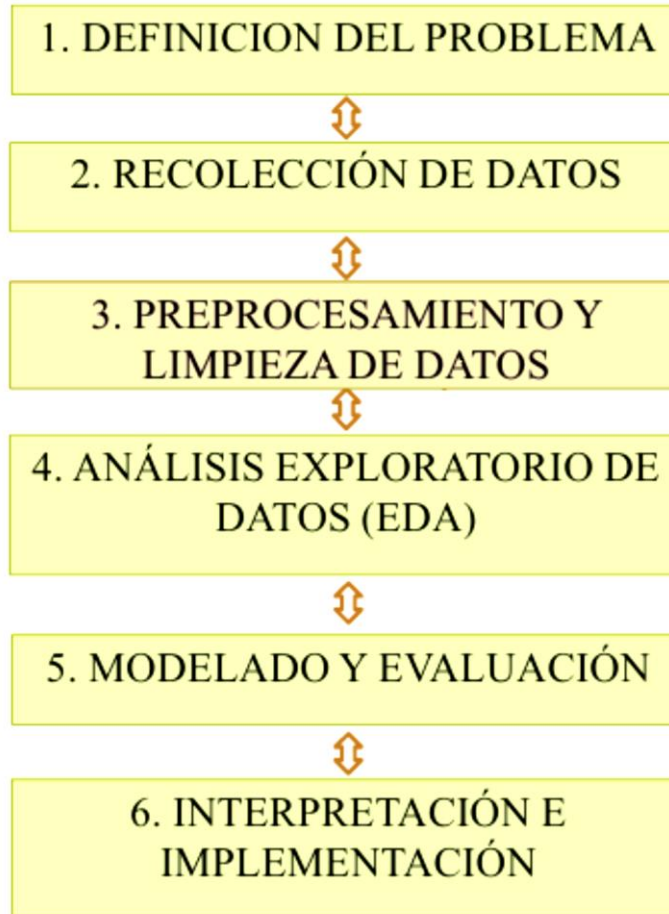 1. DEFINICION DEL PROBLEMA
2. RECOLECCIÓN DE DATOS
3. PREPROCESAMIENTO Y
LIMPIEZA DE DATOS
4. ANÁLISIS EXPLORATORIO DE
DATOS (EDA)
5. MODELADO Y EVALUACIÓN
6. INTERPRETACIÓN E
IMPLEMENTACIÓN